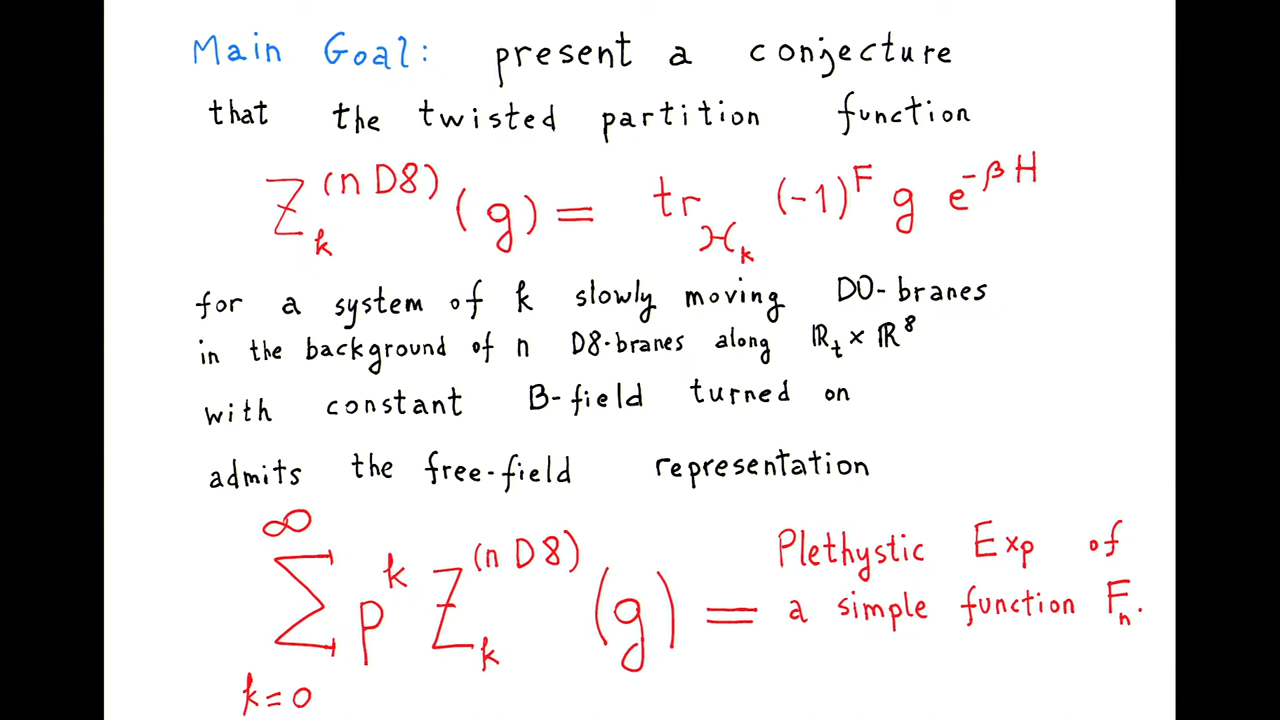 Main Goal: present a conjecture
that the twisted partition function
Z_k^(n D8) (g) = tr_{ℋ_k} (-1)^F g e^{-βH}
for a system of k slowly moving D0-branes
in the background of n D8-branes along ℝ_t × ℝ^8
with constant B-field turned on
admits the free-field representation
∑_{k=0}^∞ p^k Z_k^(n D8) (g) = Plethystic Exp of
a simple function F_n.